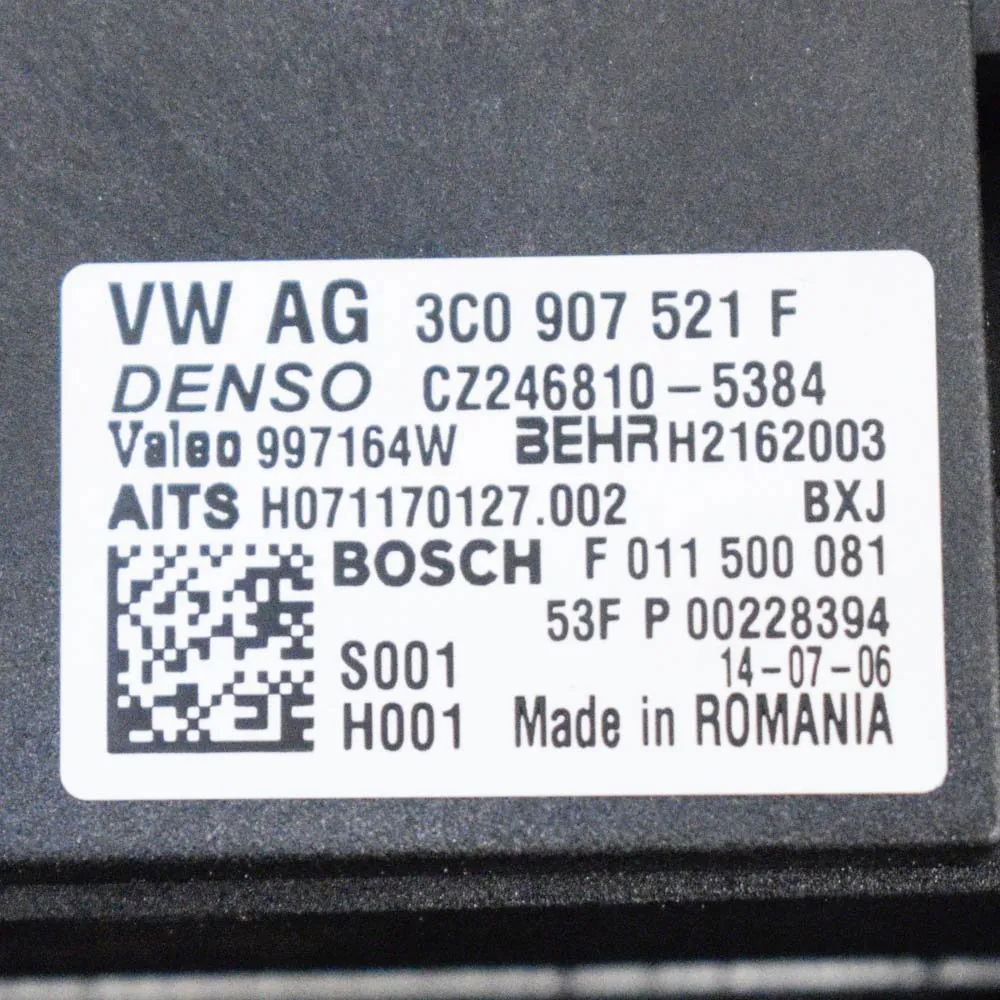 VW AG 3C0 907 521 F
DENSO CZ246810-5384
Valeo 997164W BEHR H2162003
AITS H071170127.002 BXJ
BOSCH F 011 500 081
53F P 00228394
S001 14-07-06
H001 Made in ROMANIA